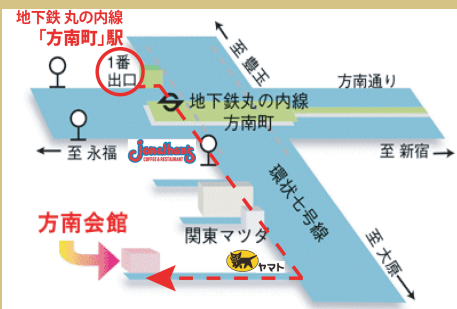 地下鉄 丸の内線
「方南町」駅
1番
出口
至 豊玉
方南通り
地下鉄丸の内線
方南町
至 永福
Jonathan's
COFFEE & RESTAURANT
至 新宿
環状七号線
関東マツダ
方南会館
ヤマト
至 大原